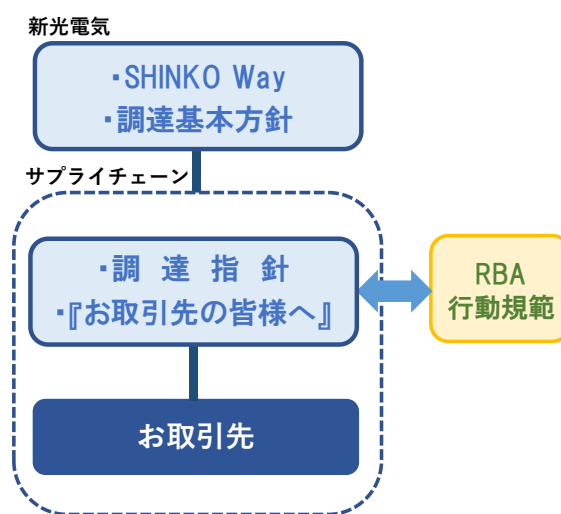 新光電気
・SHINKO Way
・調達基本方針
サプライチェーン
・調 達 指 針
・『お取引先の皆様へ』
RBA
行動規範
お取引先